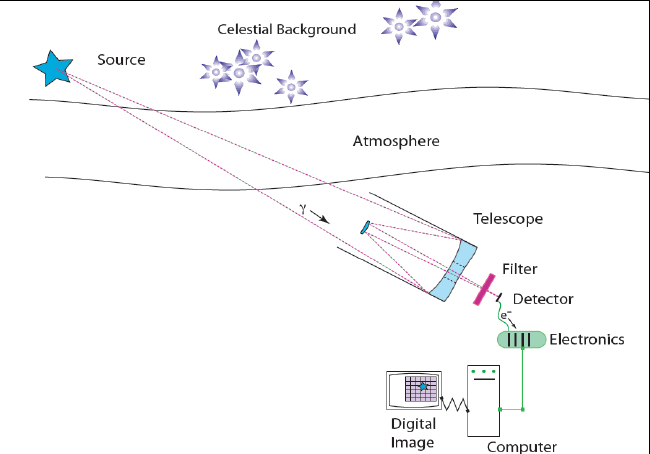 Celestial Background
Source
Atmosphere
γ
Telescope
Filter
Detector
e⁻
Electronics
Digital
Image
Computer